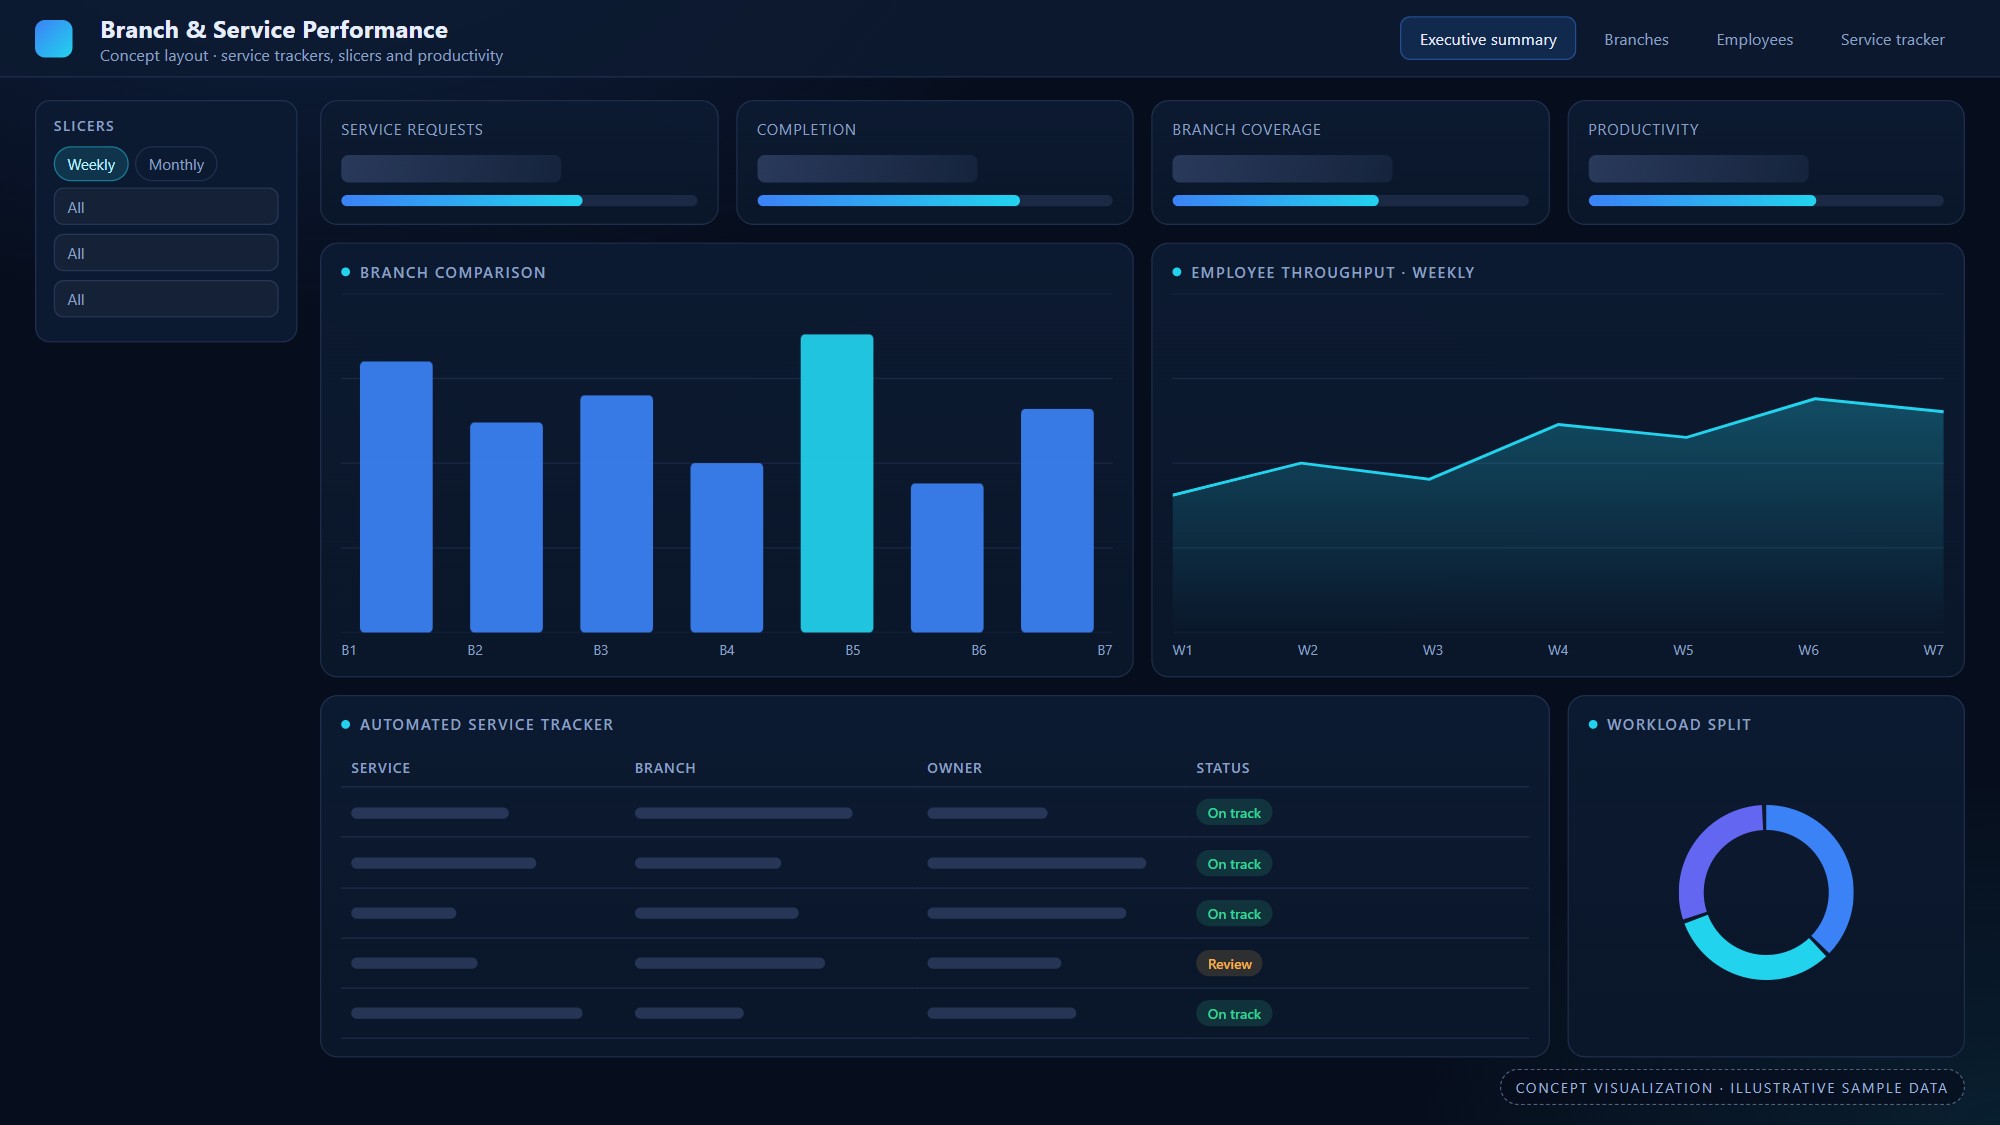 Branch & Service Performance
Concept layout · service trackers, slicers and productivity
Executive summary
Branches
Employees
Service tracker
SLICERS
Weekly
Monthly
All
All
All
SERVICE REQUESTS
COMPLETION
BRANCH COVERAGE
PRODUCTIVITY
BRANCH COMPARISON
B1 B2 B3 B4 B5 B6 B7
EMPLOYEE THROUGHPUT · WEEKLY
W1 W2 W3 W4 W5 W6 W7
AUTOMATED SERVICE TRACKER
SERVICE BRANCH OWNER STATUS
On track
On track
On track
Review
On track
WORKLOAD SPLIT
CONCEPT VISUALIZATION · ILLUSTRATIVE SAMPLE DATA